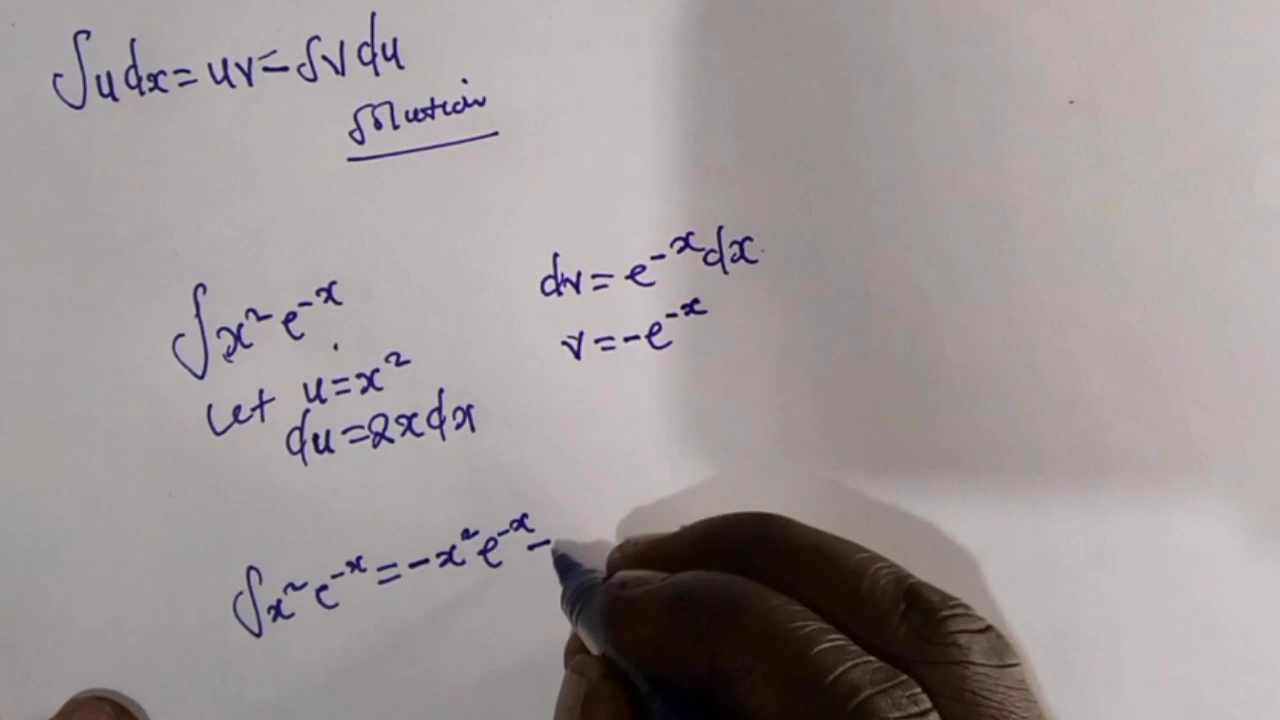 ∫u dx = uv - ∫v du
Solution
∫x² e⁻ˣ
let u = x²
du = 2x dx
dv = e⁻ˣ dx
v = -e⁻ˣ
∫x² e⁻ˣ = -x² e⁻ˣ -